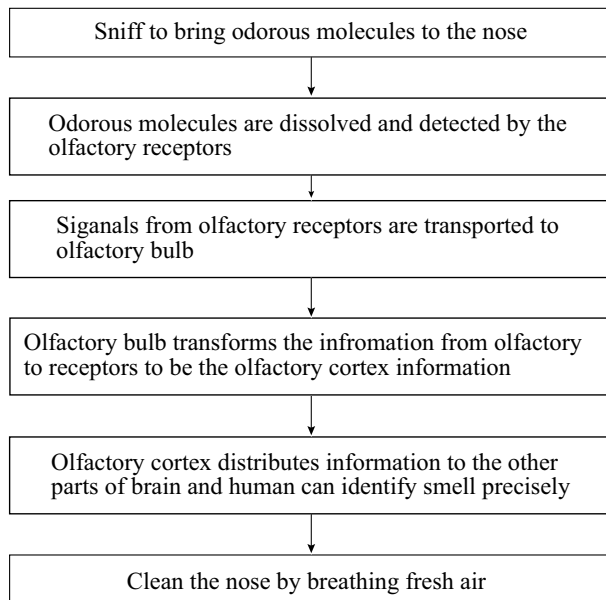 Sniff to bring odorous molecules to the nose
Odorous molecules are dissolved and detected by the
olfactory receptors
Siganals from olfactory receptors are transported to
olfactory bulb
Olfactory bulb transforms the infromation from olfactory
to receptors to be the olfactory cortex information
Olfactory cortex distributes information to the other
parts of brain and human can identify smell precisely
Clean the nose by breathing fresh air